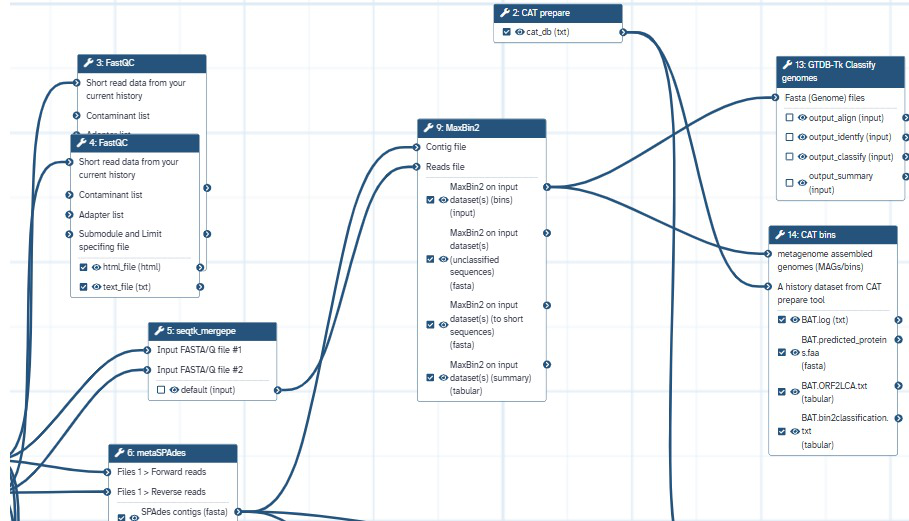 2: CAT prepare
cat_db (txt)
3: FastQC
Short read data from your
current history
Contaminant list
4: FastQC
Short read data from your
current history
Contaminant list
Adapter list
Submodule and Limit
specifing file
html_file (html)
text_file (txt)
5: seqtk_mergepe
Input FASTA/Q file #1
Input FASTA/Q file #2
default (input)
6: metaSPAdes
Files 1 > Forward reads
Files 1 > Reverse reads
SPAdes contigs (fasta)
9: MaxBin2
Contig file
Reads file
MaxBin2 on input
dataset(s) (bins)
(input)
MaxBin2 on input
dataset(s)
(unclassified
sequences)
(fasta)
MaxBin2 on input
dataset(s) (to short
sequences)
(fasta)
MaxBin2 on input
dataset(s) (summary)
(tabular)
13: GTDB-Tk Classify
genomes
Fasta (Genome) files
output_align (input)
output_identfy (input)
output_classify (input)
output_summary
(input)
14: CAT bins
metagenome assembled
genomes (MAGs/bins)
A history dataset from CAT
prepare tool
BAT.log (txt)
BAT.predicted_protein
s.faa
(fasta)
BAT.ORF2LCA.txt
(tabular)
BAT.bin2classification.
txt
(tabular)